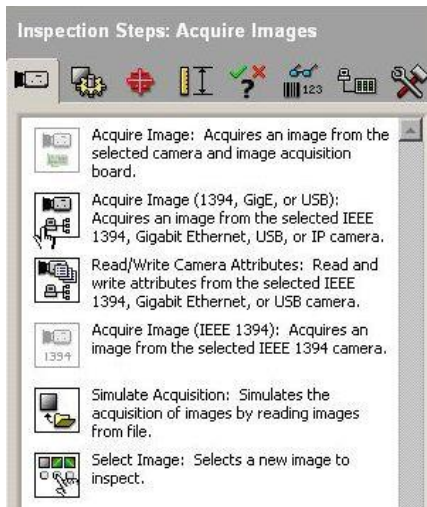 Inspection Steps: Acquire Images
123
Acquire Image: Acquires an image from the
selected camera and image acquisition
board.
Acquire Image (1394, GigE, or USB):
Acquires an image from the selected IEEE
1394, Gigabit Ethernet, USB, or IP camera.
Read/Write Camera Attributes: Read and
write attributes from the selected IEEE
1394, Gigabit Ethernet, or USB camera.
Acquire Image (IEEE 1394): Acquires an
image from the selected IEEE 1394 camera.
1394
Simulate Acquisition: Simulates the
acquisition of images by reading images
from file.
Select Image: Selects a new image to
inspect.